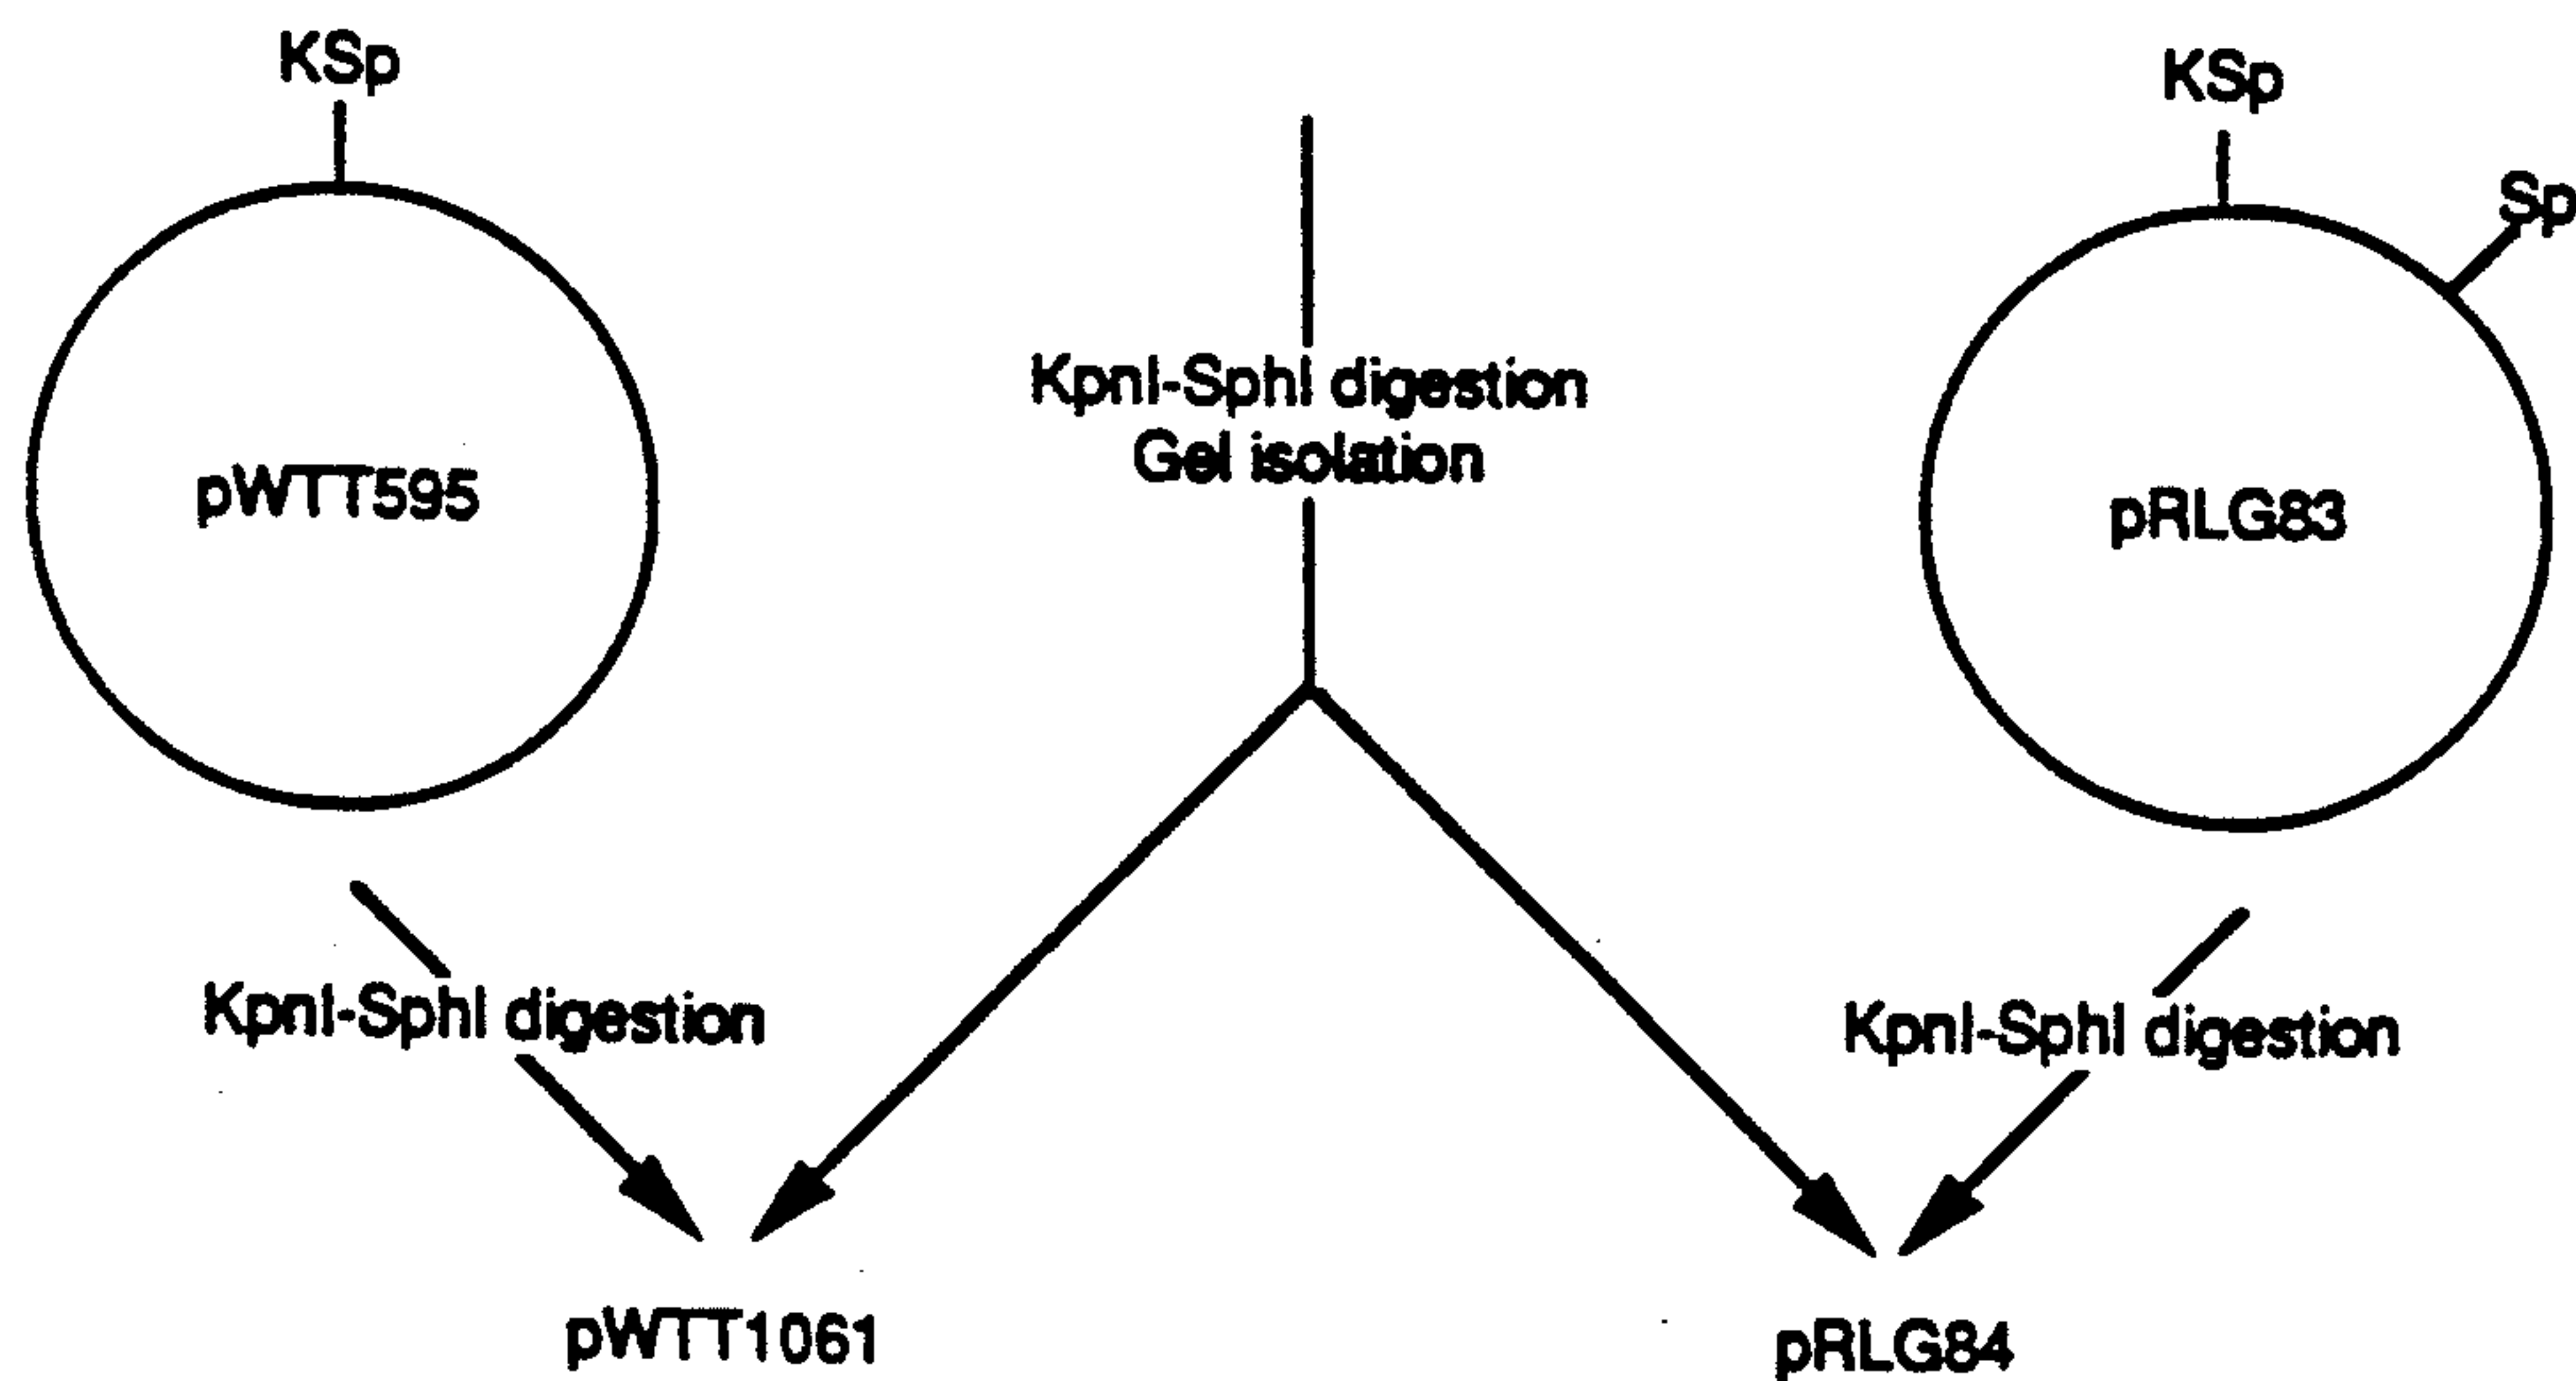 KSp
KSp
Sp
KpnI-SphI digestion
Gel isolation
pWTT595
pRLG83
KpnI-SphI digestion
KpnI-SphI digestion
pWTT1061
pRLG84